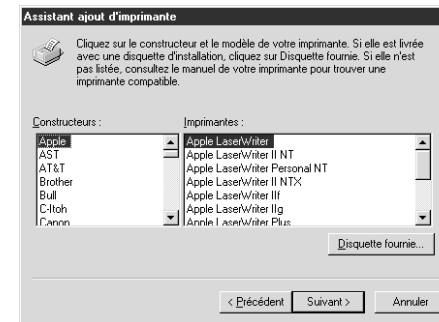 Assistant ajout d'imprimante
Cliquez sur le constructeur et le modèle de votre imprimante. Si elle est livrée
avec une disquette d'installation, cliquez sur Disquette fournie. Si elle n'est
pas listée, consultez le manuel de votre imprimante pour trouver une
imprimante compatible.
Constructeurs :
Apple
AST
AT&T
Brother
Bull
C-Itoh
Canon
Imprimantes :
Apple LaserWriter
Apple LaserWriter II NT
Apple LaserWriter Personal NT
Apple LaserWriter II NTX
Apple LaserWriter IIf
Apple LaserWriter IIg
Apple LaserWriter Plus
Disquette fournie...
< Précédent
Suivant >
Annuler